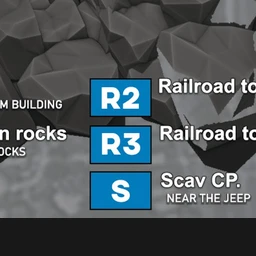 R2 Railroad to
M BUILDING
n rocks R3 Railroad to
OCKS
S Scav CP.
NEAR THE JEEP